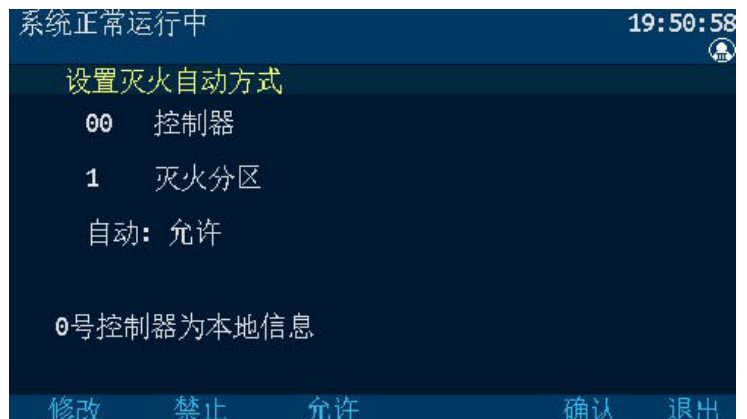 系统正常运行中 19:50:58
设置灭火自动方式
00 控制器
1 灭火分区
自动: 允许
0号控制器为本地信息
修改 禁止 允许 确认 退出